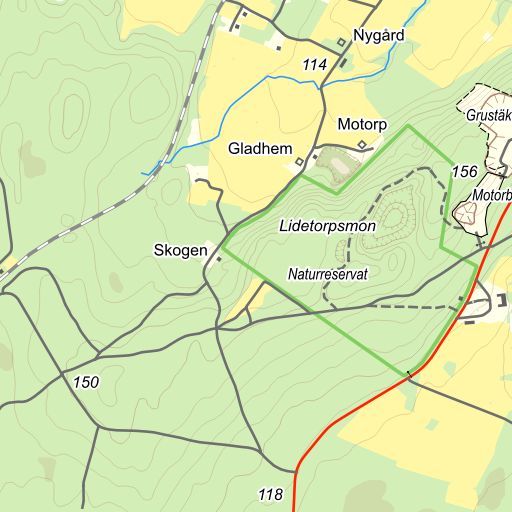 Nygård
114
Grustäk
Motorp
Gladhem
156
Motorb
Lidetorpsmon
Skogen
Naturreservat
150
118